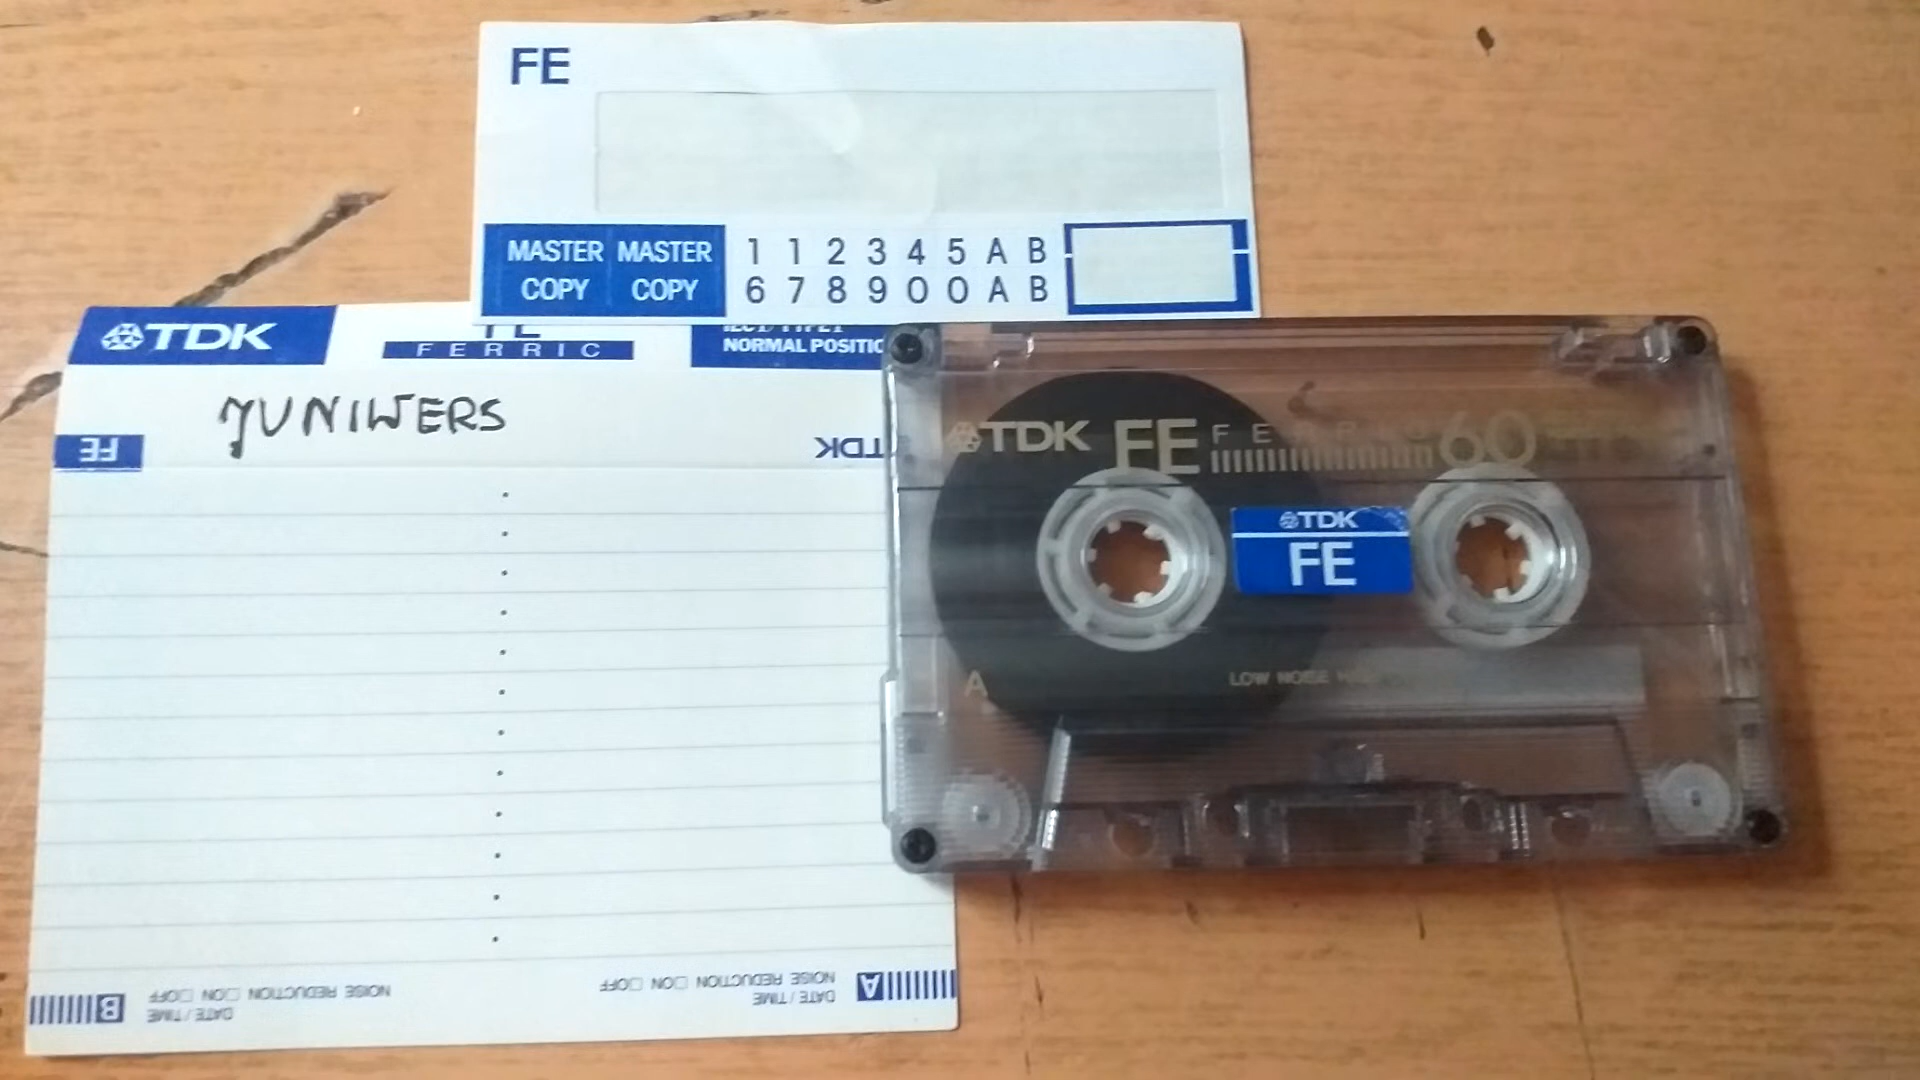 FE
MASTER MASTER 1 1 2 3 4 5 A B
COPY COPY 6 7 8 9 0 0 A B
TDK FE
FERRIC
IEC I / TYPE I
NORMAL POSITIO
JUNIWERS
FE TDK
NOISE REDUCTION □ON □OFF
DATE / TIME
B
A
NOISE REDUCTION □ON □OFF
DATE / TIME
TDK FE FERRIC 60
TDK
FE
A LOW NOISE